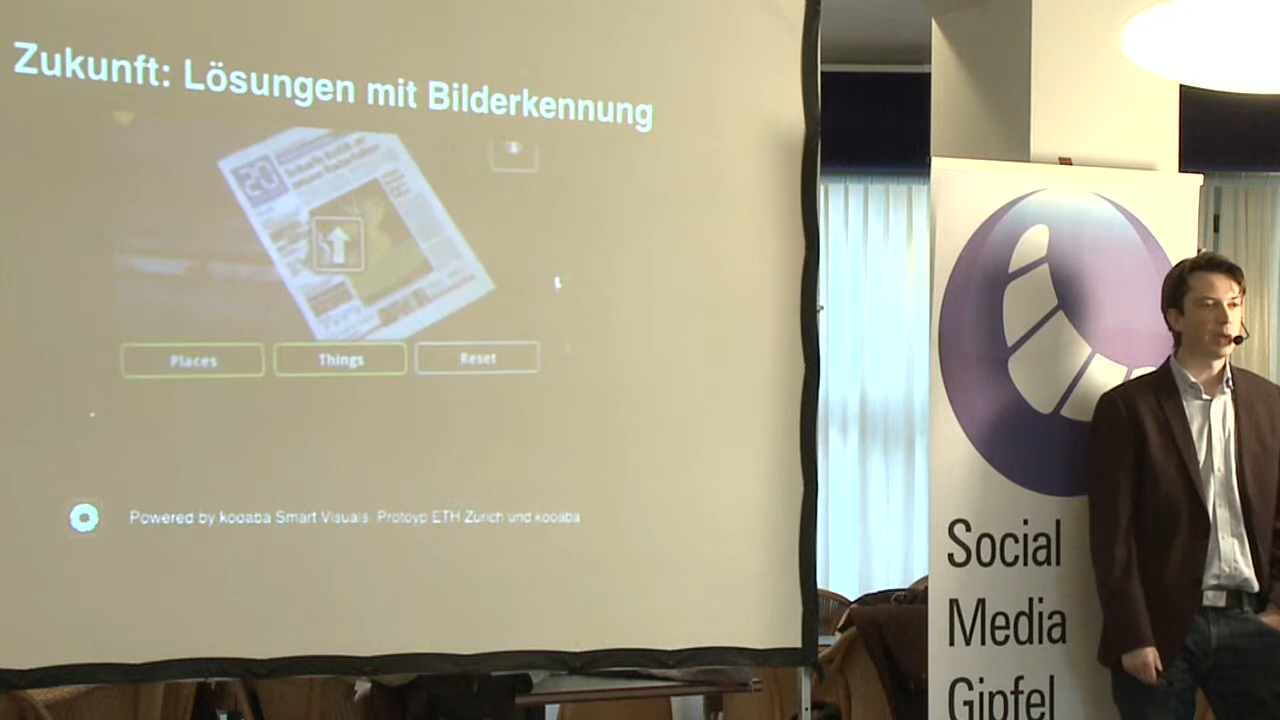 Zukunft: Lösungen mit Bilderkennung
20
Places
Things
Reset
Powered by kooaba Smart Visuals. Protoyp ETH Zurich und kooaba
Social
Media
Gipfel